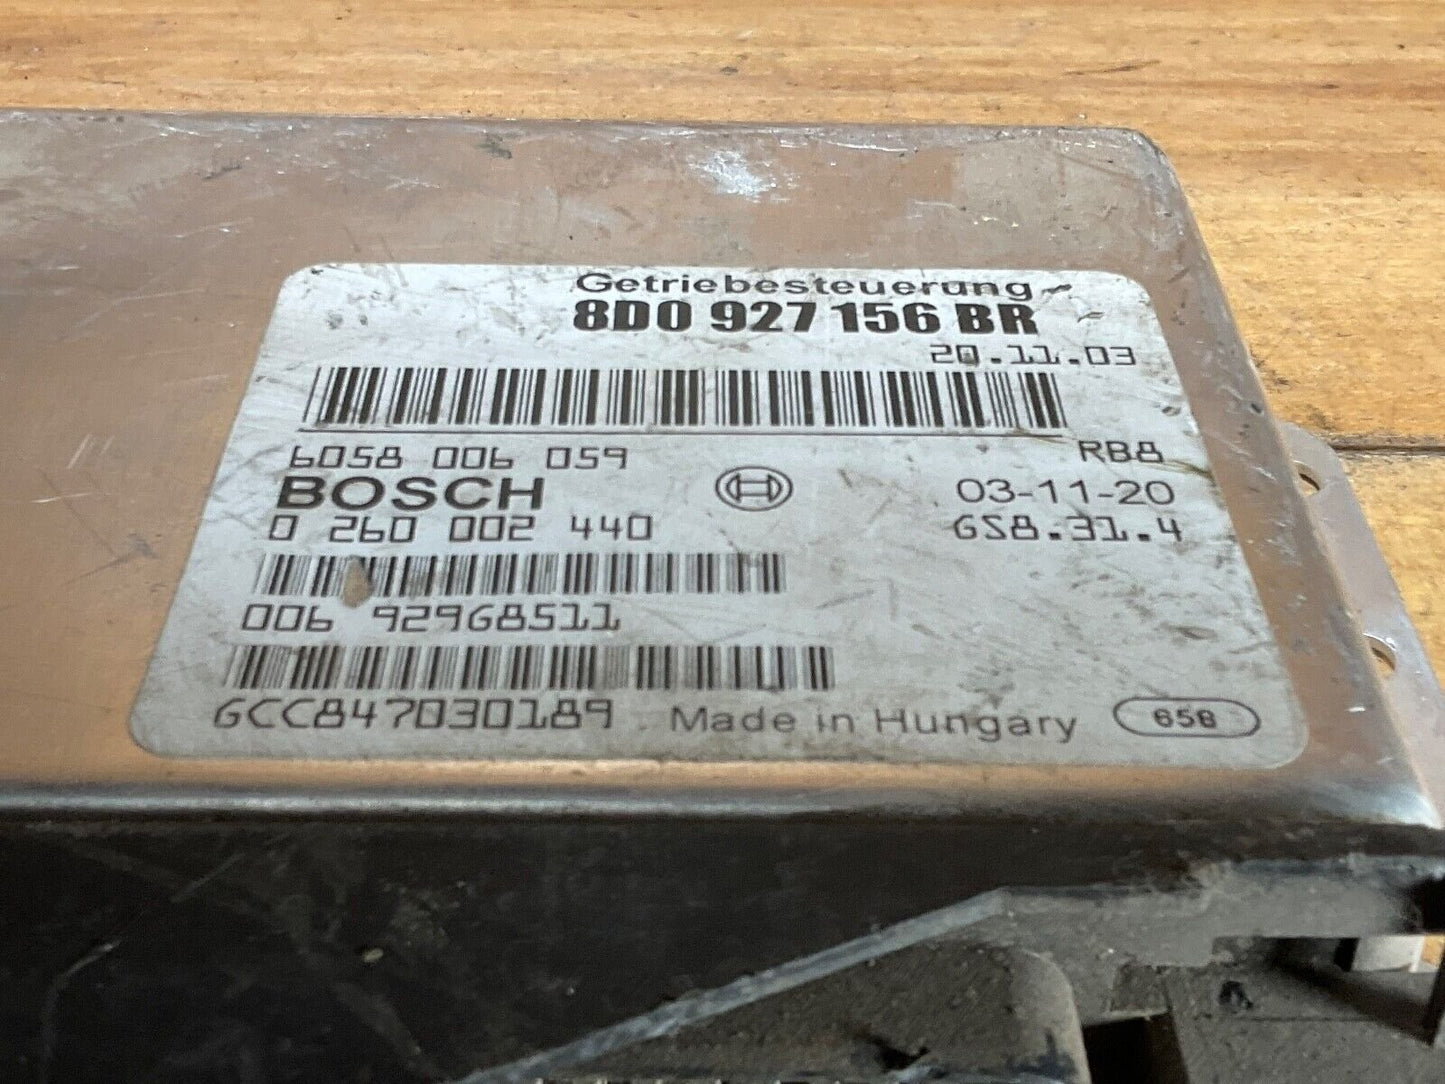 Getriebesteuerung
8D0 927 156 BR
20.11.03
6058 006 059 RB8
BOSCH 03-11-20
0 260 002 440 GS8.31.4
006 92968511
GCC847030189 Made in Hungary 658